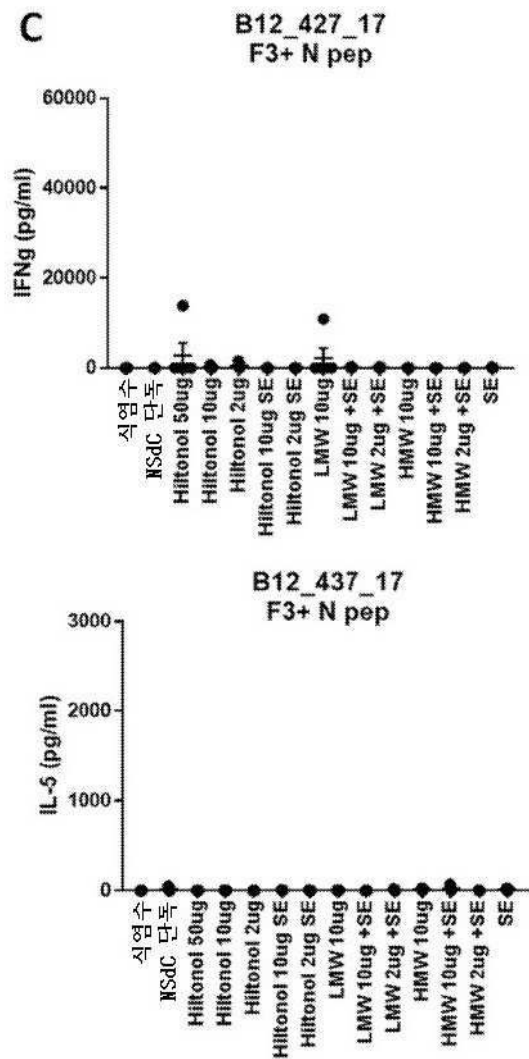 C
B12_427_17
F3+ N pep
IFNg (pg/ml)
60000
40000
20000
0
식염수
NSdC 단독
Hiltonol 50ug
Hiltonol 10ug
Hiltonol 2ug
Hiltonol 10ug SE
Hiltonol 2ug SE
LMW 10ug
LMW 10ug +SE
LMW 2ug +SE
HMW 10ug
HMW 10ug +SE
HMW 2ug +SE
SE
B12_437_17
F3+ N pep
IL-5 (pg/ml)
3000
2000
1000
0
식염수
NSdC 단독
Hiltonol 50ug
Hiltonol 10ug
Hiltonol 2ug
Hiltonol 10ug SE
Hiltonol 2ug SE
LMW 10ug
LMW 10ug +SE
LMW 2ug +SE
HMW 10ug
HMW 10ug +SE
HMW 2ug +SE
SE